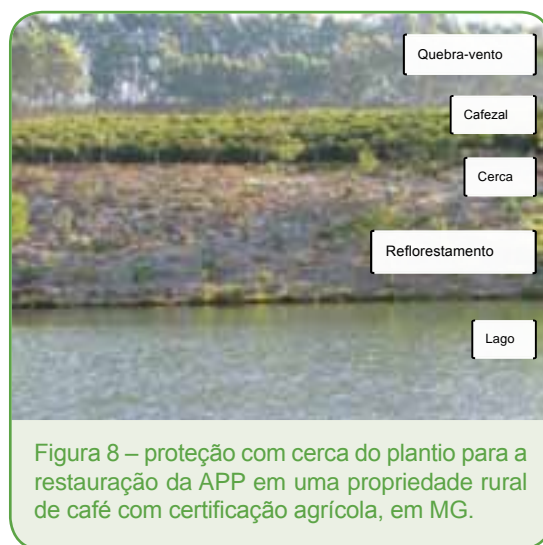 Quebra-vento
Cafezal
Cerca
Reflorestamento
Lago
Figura 8 – proteção com cerca do plantio para a
restauração da APP em uma propriedade rural
de café com certificação agrícola, em MG.